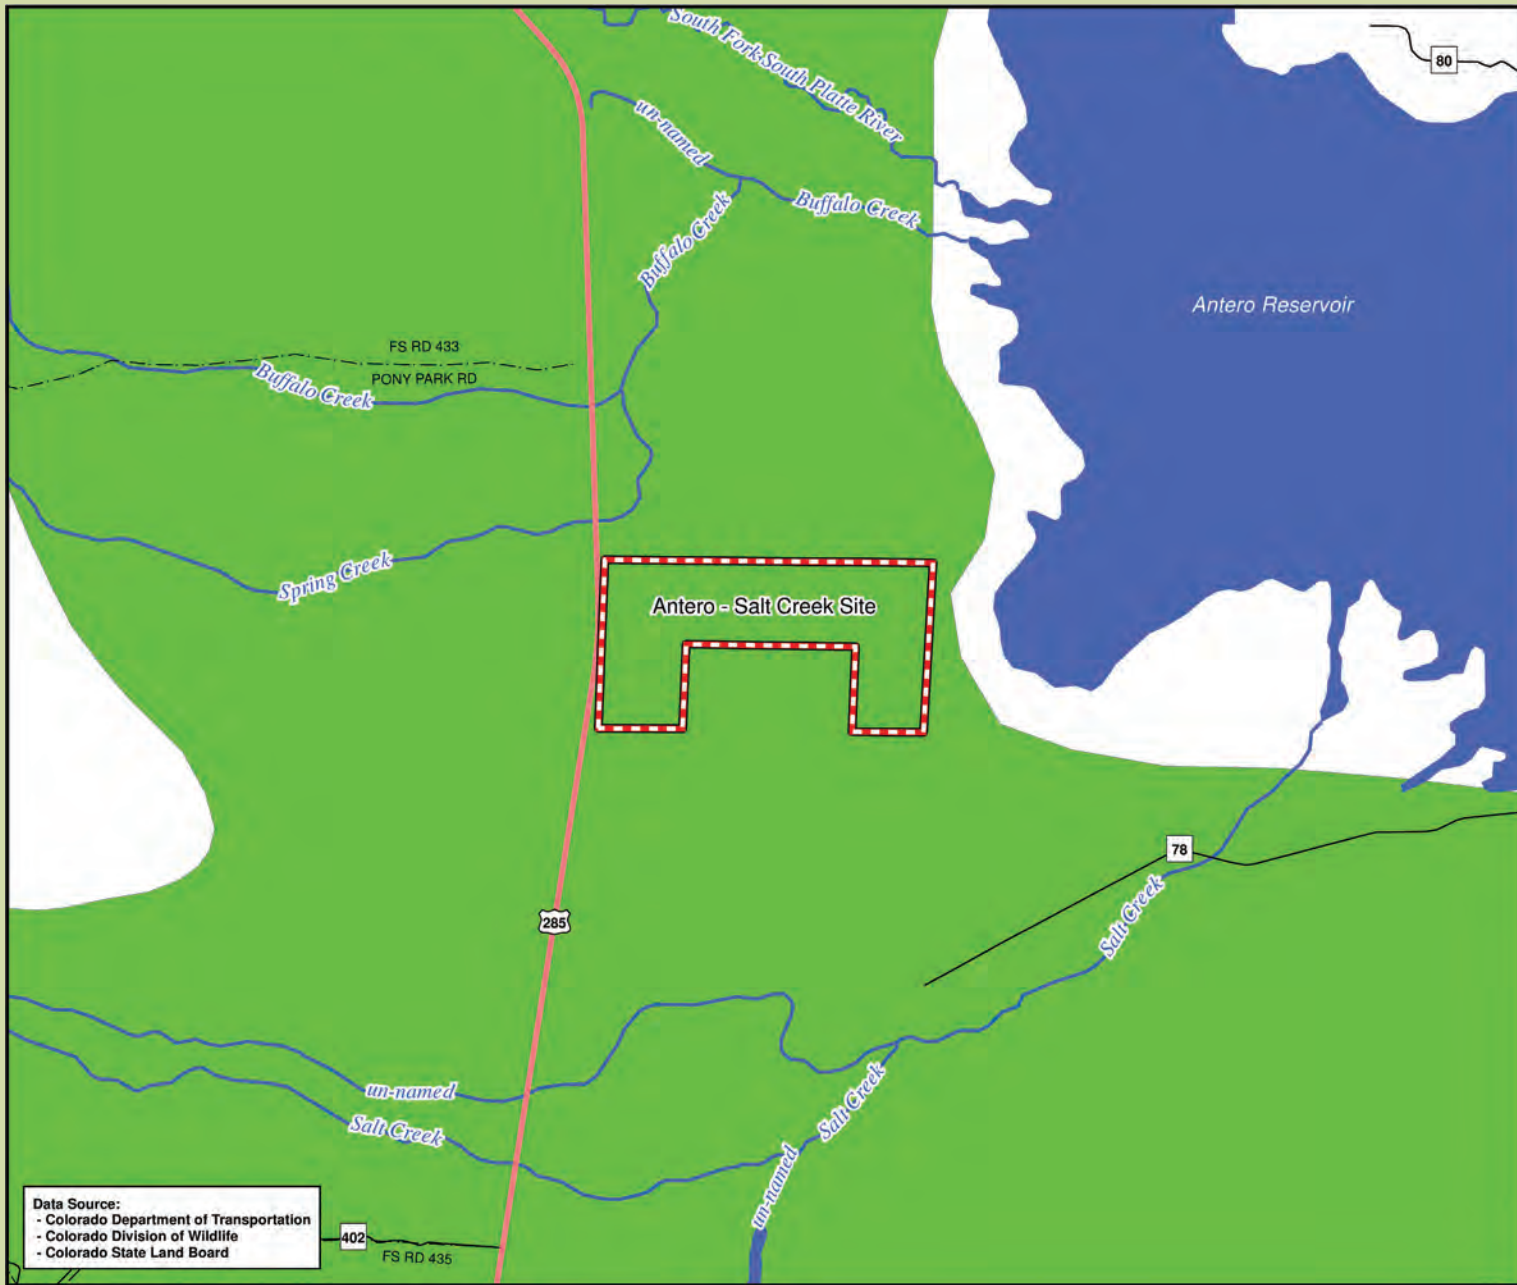 South Fork South Platte River
80
un-named
Buffalo Creek
Buffalo Creek
Antero Reservoir
FS RD 433
PONY PARK RD
Buffalo Creek
Spring Creek
Antero - Salt Creek Site
78
Salt Creek
285
un-named
Salt Creek
Salt Creek
un-named
Data Source:
- Colorado Department of Transportation
- Colorado Division of Wildlife
- Colorado State Land Board
402
FS RD 435